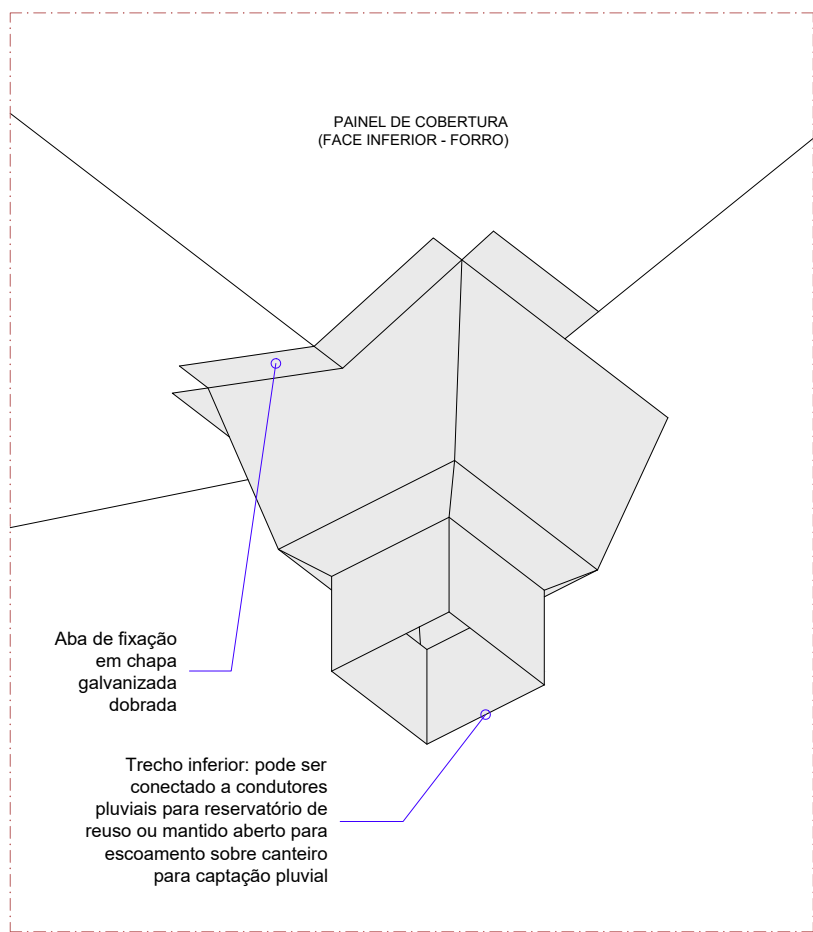 PAINEL DE COBERTURA
(FACE INFERIOR - FORRO)
Aba de fixação
em chapa
galvanizada
dobrada
Trecho inferior: pode ser
conectado a condutores
pluviais para reservatório de
reuso ou mantido aberto para
escoamento sobre canteiro
para captação pluvial